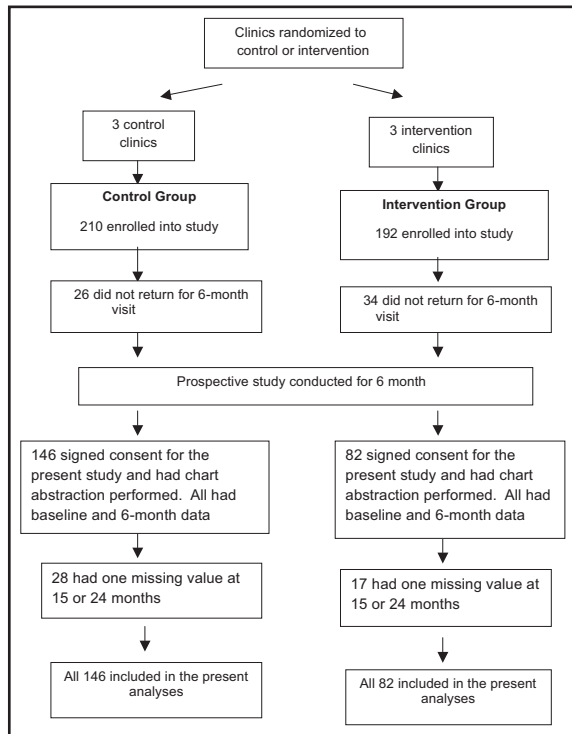 Clinics randomized to
control or intervention
3 control
clinics
3 intervention
clinics
Control Group
210 enrolled into study
Intervention Group
192 enrolled into study
26 did not return for 6-month
visit
34 did not return for 6-month
visit
Prospective study conducted for 6 month
146 signed consent for the
present study and had chart
abstraction performed. All had
baseline and 6-month data
82 signed consent for the
present study and had chart
abstraction performed. All had
baseline and 6-month data
28 had one missing value at
15 or 24 months
17 had one missing value at
15 or 24 months
All 146 included in the present
analyses
All 82 included in the present
analyses